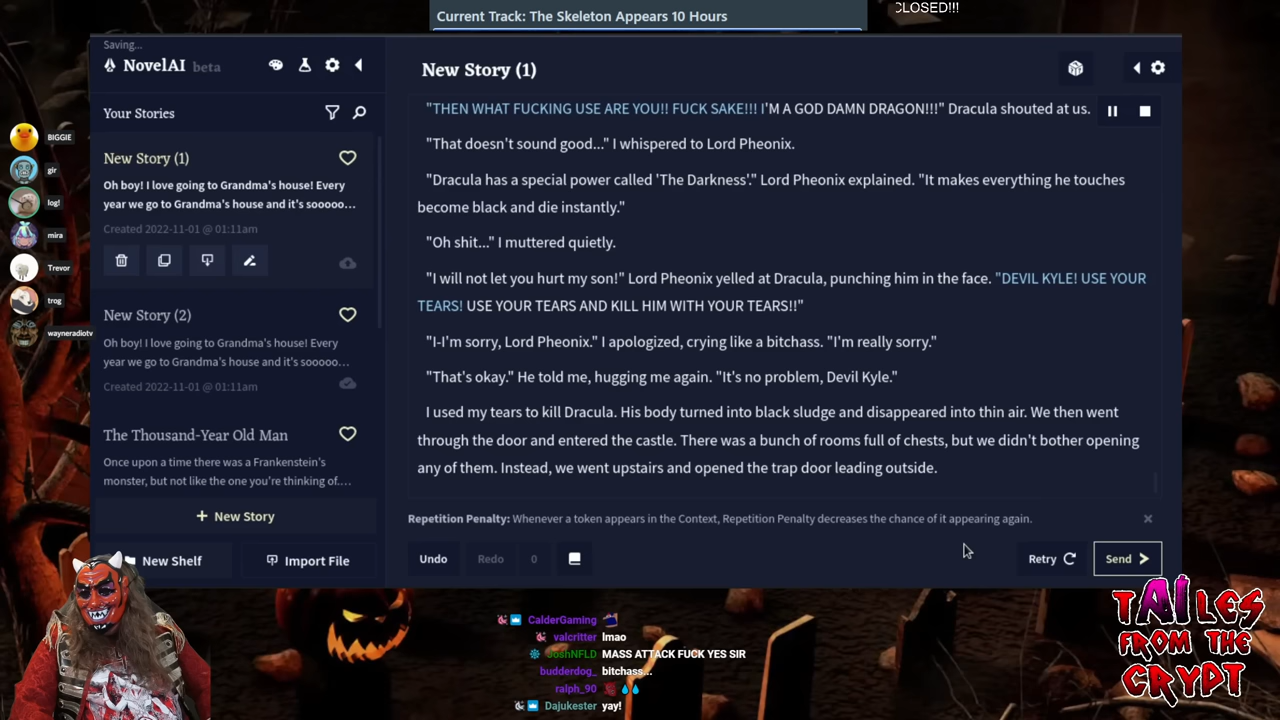 Current Track: The Skeleton Appears 10 Hours
CLOSED!!!
Saving...
NovelAI beta
New Story (1)
Your Stories
New Story (1)
Oh boy! I love going to Grandma's house! Every
year we go to Grandma's house and it's sooooo...
Created 2022-11-01 @ 01:11am
New Story (2)
Oh boy! I love going to Grandma's house! Every
year we go to Grandma's house and it's sooooo...
Created 2022-11-01 @ 01:11am
The Thousand-Year Old Man
Once upon a time there was a Frankenstein's
monster, but not like the one you're thinking of....
+ New Story
New Shelf
Import File
BIGGIE
gir
log!
mira
Trevor
trog
wayneradiotv
"THEN WHAT FUCKING USE ARE YOU!! FUCK SAKE!!! I'M A GOD DAMN DRAGON!!!" Dracula shouted at us.
"That doesn't sound good..." I whispered to Lord Pheonix.
"Dracula has a special power called 'The Darkness'." Lord Pheonix explained. "It makes everything he touches
become black and die instantly."
"Oh shit..." I muttered quietly.
"I will not let you hurt my son!" Lord Pheonix yelled at Dracula, punching him in the face. "DEVIL KYLE! USE YOUR
TEARS! USE YOUR TEARS AND KILL HIM WITH YOUR TEARS!!"
"I-I'm sorry, Lord Pheonix." I apologized, crying like a bitchass. "I'm really sorry."
"That's okay." He told me, hugging me again. "It's no problem, Devil Kyle."
I used my tears to kill Dracula. His body turned into black sludge and disappeared into thin air. We then went
through the door and entered the castle. There was a bunch of rooms full of chests, but we didn't bother opening
any of them. Instead, we went upstairs and opened the trap door leading outside.
Repetition Penalty: Whenever a token appears in the Context, Repetition Penalty decreases the chance of it appearing again.
Undo
Redo
0
Retry
Send
CalderGaming
valcritter lmao
JoshNFLD MASS ATTACK FUCK YES SIR
budderdog_ bitchass...
ralph_90
Dajukester yay!
TAILES
FROM THE
CRYPT